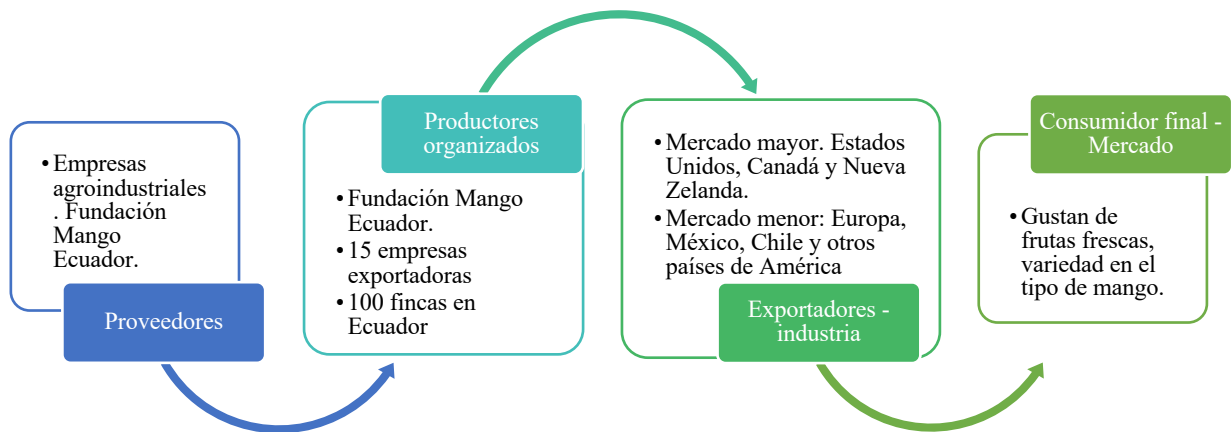 • Empresas
agroindustriales
. Fundación
Mango
Ecuador.
Proveedores
Productores
organizados
• Fundación Mango
Ecuador.
• 15 empresas
exportadoras
• 100 fincas en
Ecuador
• Mercado mayor. Estados
Unidos, Canadá y Nueva
Zelanda.
• Mercado menor: Europa,
México, Chile y otros
países de América
Exportadores -
industria
Consumidor final -
Mercado
• Gustan de
frutas frescas,
variedad en el
tipo de mango.